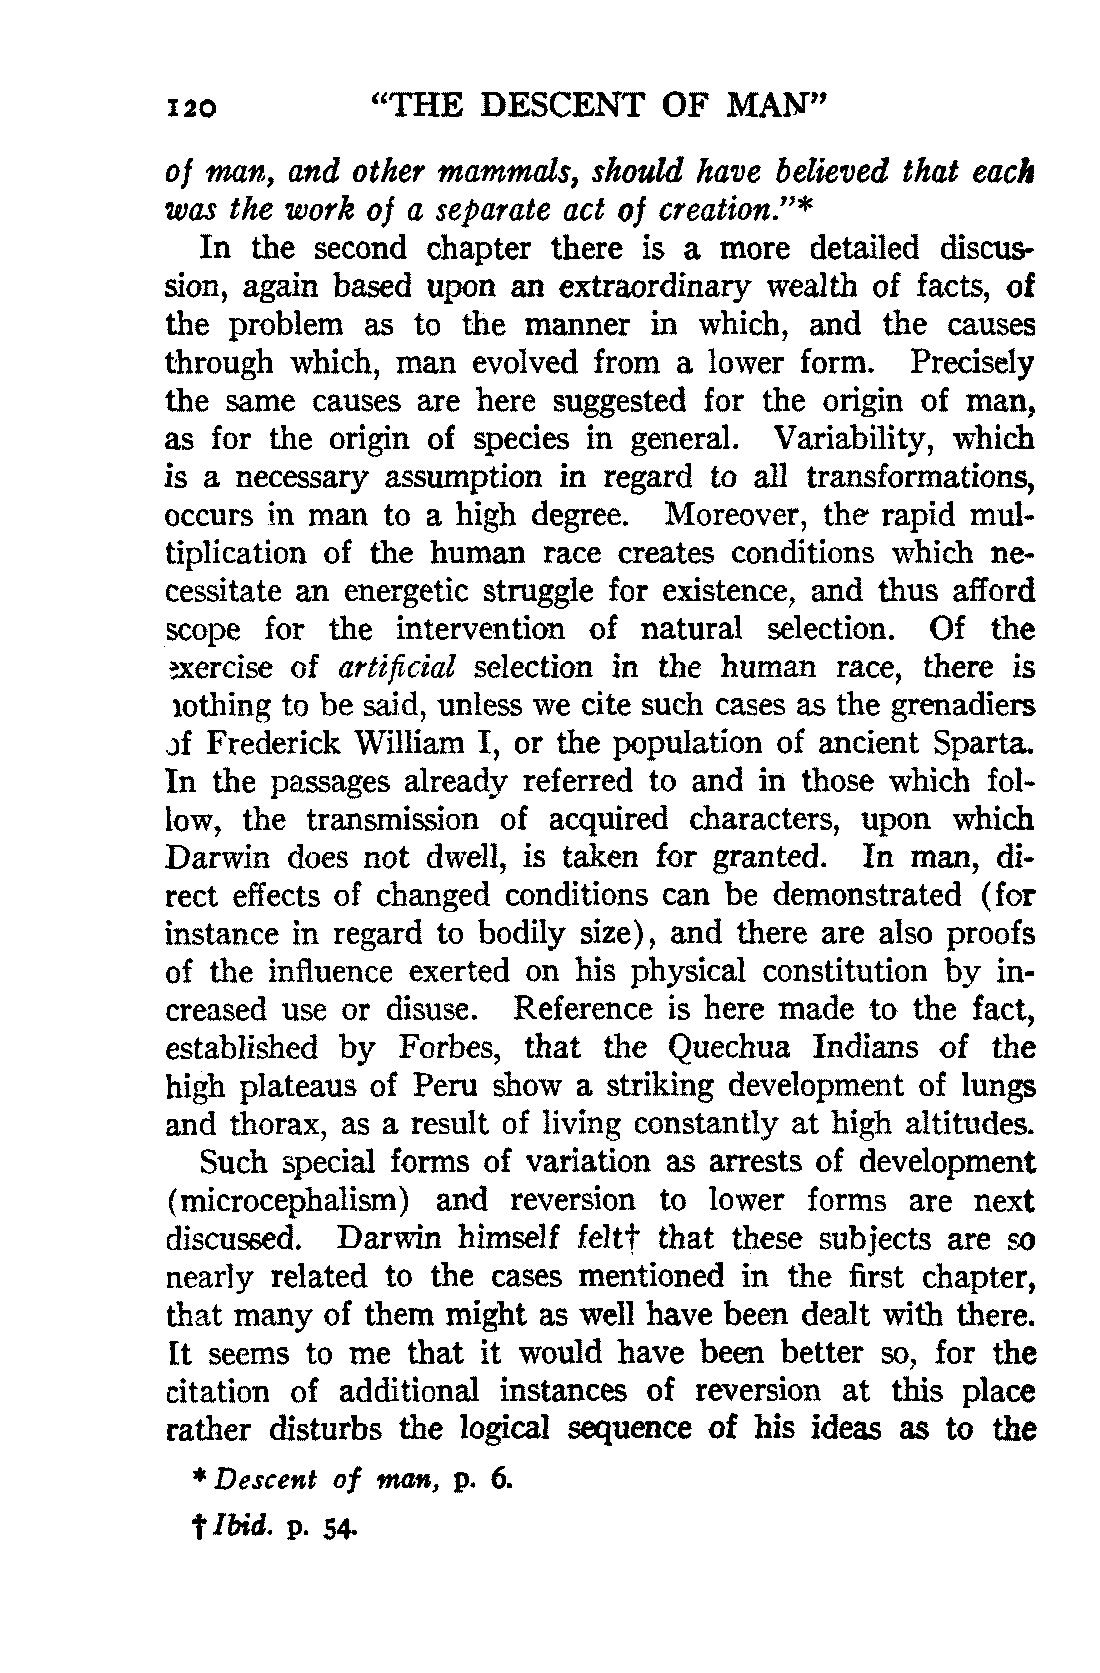 120 "THE DESCENT OF MAN"
of man, and other mammals, should have believed that each
was the work of a separate act of creation."*
In the second chapter there is a more detailed discus-
sion, again based upon an extraordinary wealth of facts, of
the problem as to the manner in which, and the causes
through which, man evolved from a lower form. Precisely
the same causes are here suggested for the origin of man,
as for the origin of species in general. Variability, which
is a necessary assumption in regard to all transformations,
occurs in man to a high degree. Moreover, the rapid mul-
tiplication of the human race creates conditions which ne-
cessitate an energetic struggle for existence, and thus afford
scope for the intervention of natural selection. Of the
exercise of artificial selection in the human race, there is
nothing to be said, unless we cite such cases as the grenadiers
of Frederick William I, or the population of ancient Sparta.
In the passages already referred to and in those which fol-
low, the transmission of acquired characters, upon which
Darwin does not dwell, is taken for granted. In man, di-
rect effects of changed conditions can be demonstrated (for
instance in regard to bodily size), and there are also proofs
of the influence exerted on his physical constitution by in-
creased use or disuse. Reference is here made to the fact,
established by Forbes, that the Quechua Indians of the
high plateaus of Peru show a striking development of lungs
and thorax, as a result of living constantly at high altitudes.
Such special forms of variation as arrests of development
(microcephalism) and reversion to lower forms are next
discussed. Darwin himself felt† that these subjects are so
nearly related to the cases mentioned in the first chapter,
that many of them might as well have been dealt with there.
It seems to me that it would have been better so, for the
citation of additional instances of reversion at this place
rather disturbs the logical sequence of his ideas as to the
* Descent of man, p. 6.
† Ibid. p. 54.